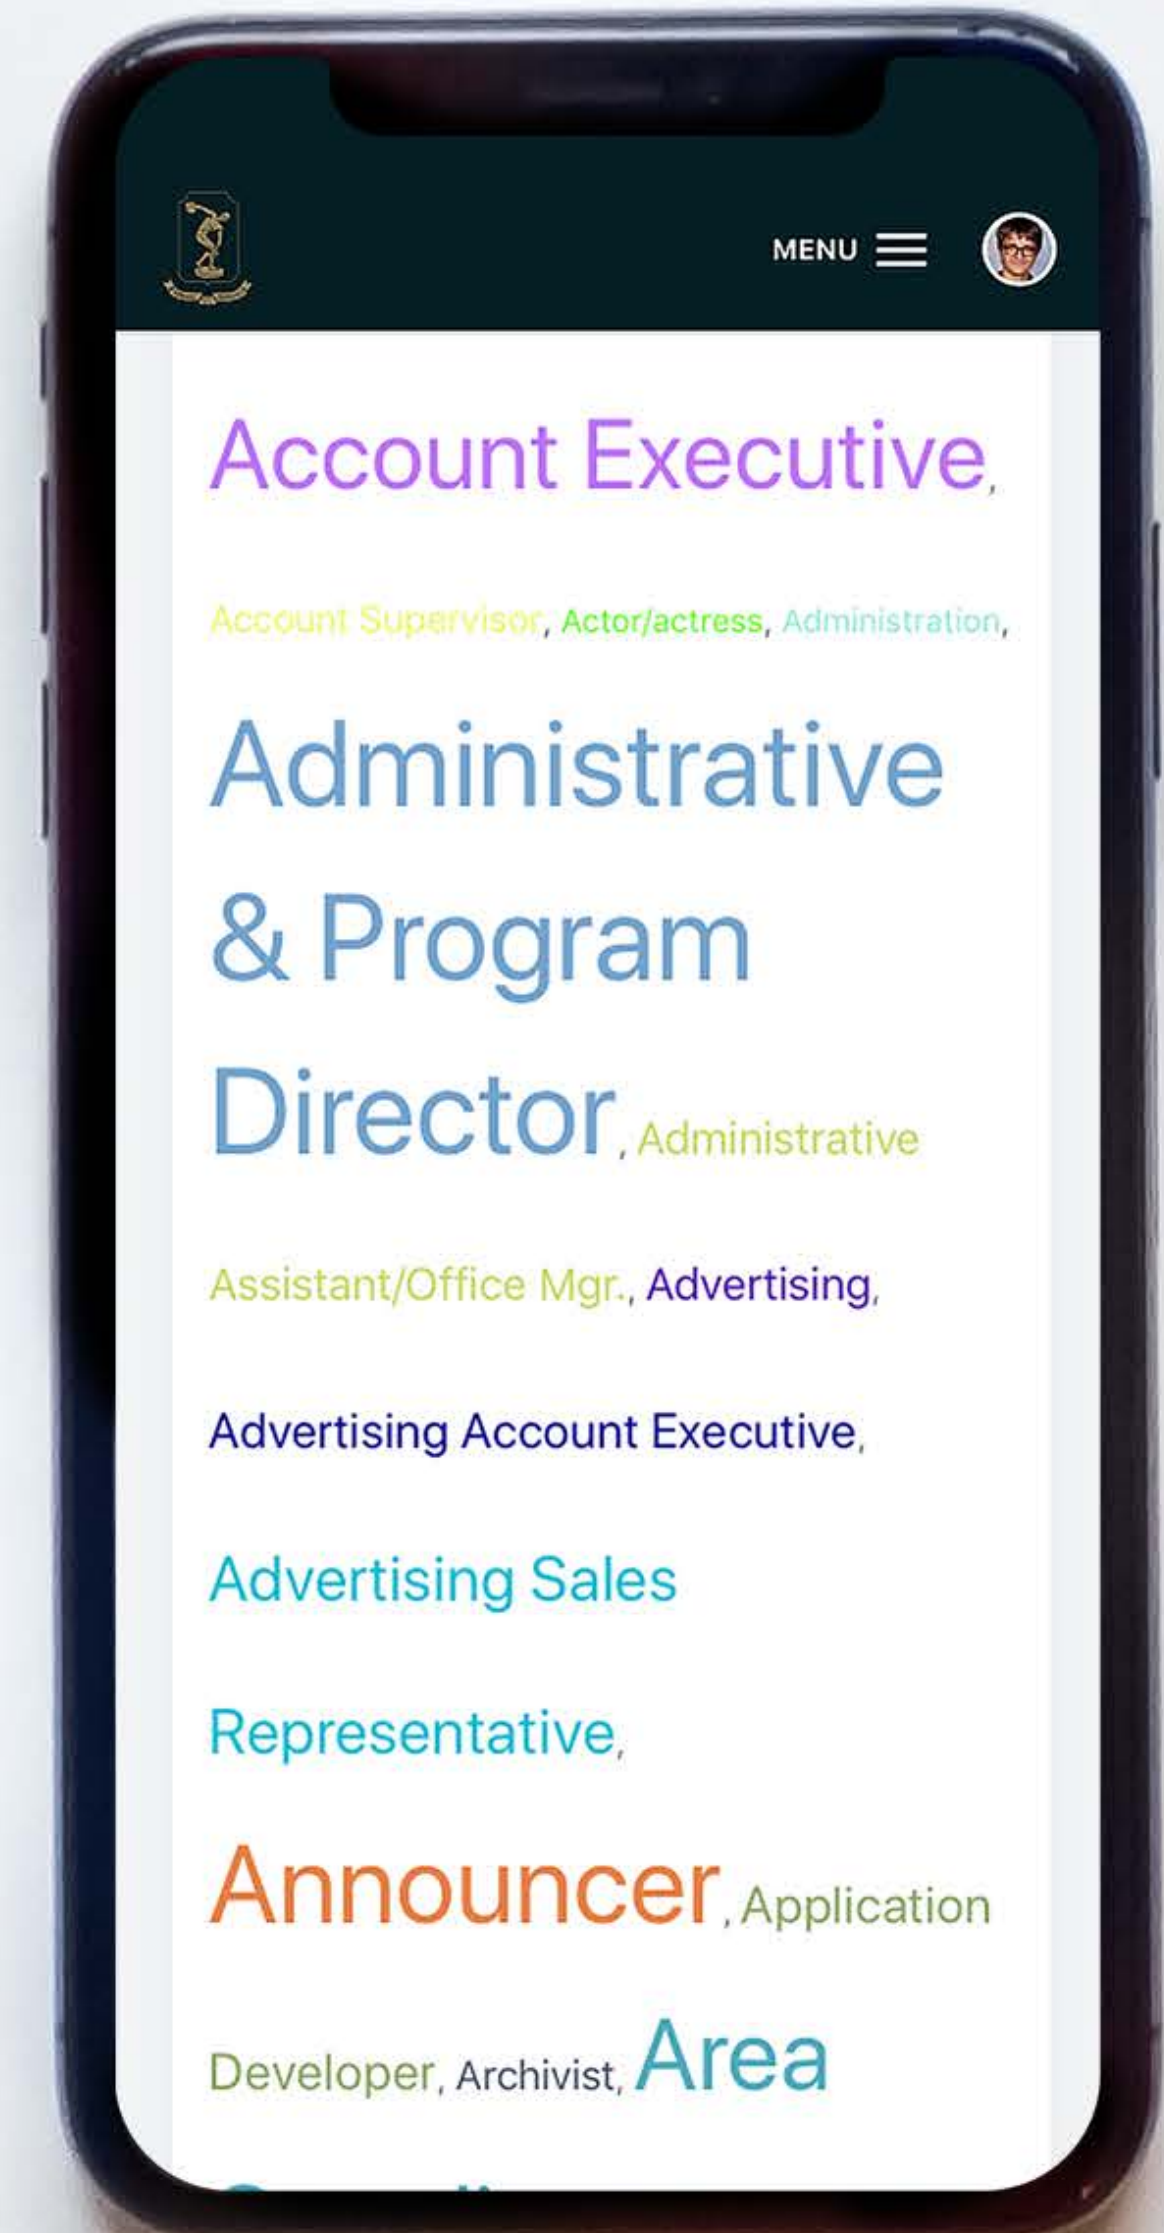 MENU
Account Executive,
Account Supervisor, Actor/actress, Administration,
Administrative
& Program
Director, Administrative
Assistant/Office Mgr., Advertising,
Advertising Account Executive,
Advertising Sales
Representative,
Announcer, Application
Developer, Archivist, Area